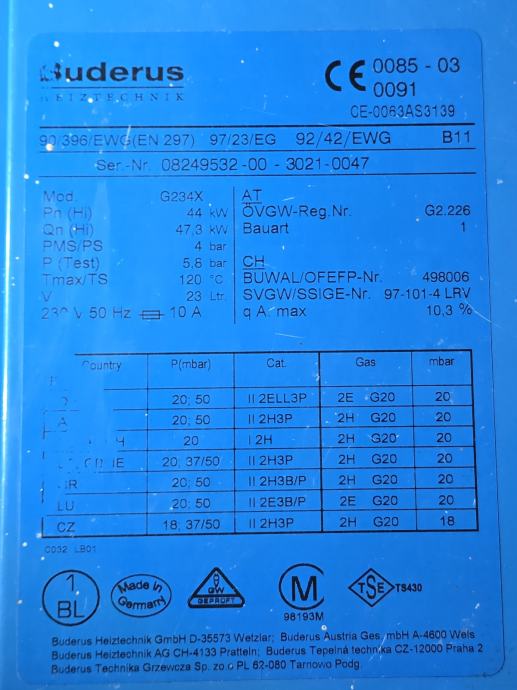 Buderus
HEIZTECHNIK
CE 0085 - 03
0091
CE-0063AS3139
90/396/EWG(EN 297) 97/23/EG 92/42/EWG B11
Ser.-Nr. 08249532-00 - 3021-0047
Mod. G234X
Pn (Hi) 44 kW
Qn (Hi) 47,3 kW
PMS/PS 4 bar
P (Test) 5,8 bar
Tmax/TS 120 °C
V 23 Ltr.
230 V 50 Hz 10 A
AT
ÖVGW-Reg.Nr. G2.226
Bauart 1
CH
BUWAL/OFEFP-Nr. 498006
SVGW/SSIGE-Nr. 97-101-4 LRV
q A. max 10,3 %
Country P(mbar) Cat. Gas mbar
20; 50 II 2ELL3P 2E G20 20
A 20; 50 II 2H3P 2H G20 20
20 I 2H 2H G20 20
IE 20; 37/50 II 2H3P 2H G20 20
20; 50 II 2H3B/P 2H G20 20
LU 20; 50 II 2E3B/P 2E G20 20
CZ 18; 37/50 II 2H3P 2H G20 18
C032 LB01
1
BL
Made in
Germany
GW
GEPRÜFT
M
98193M
TSE
TS430
Buderus Heiztechnik GmbH D-35573 Wetzlar; Buderus Austria Ges. mbH A-4600 Wels
Buderus Heiztechnik AG CH-4133 Pratteln; Buderus Tepelná technika CZ-12000 Praha 2
Buderus Technika Grzewcza Sp. zo.o PL 62-080 Tarnowo Podg.